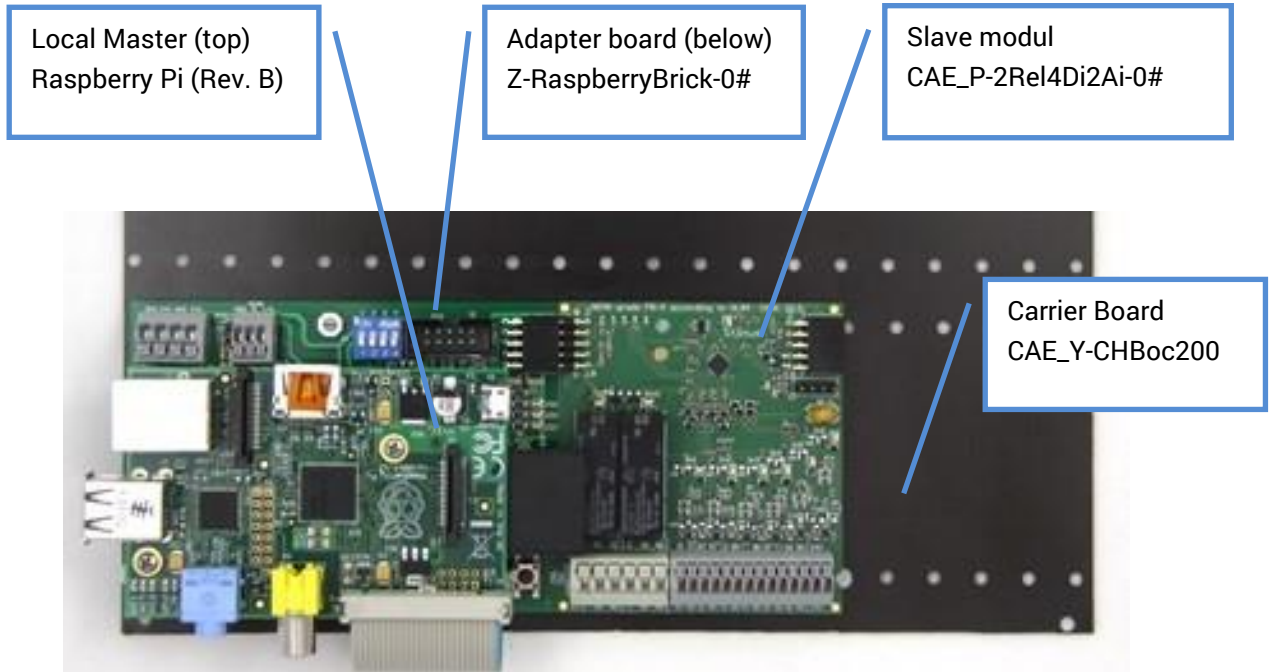 Local Master (top)
Raspberry Pi (Rev. B)
Adapter board (below)
Z-RaspberryBrick-0#
Slave modul
CAE_P-2Rel4Di2Ai-0#
Carrier Board
CAE_Y-CHBoc200